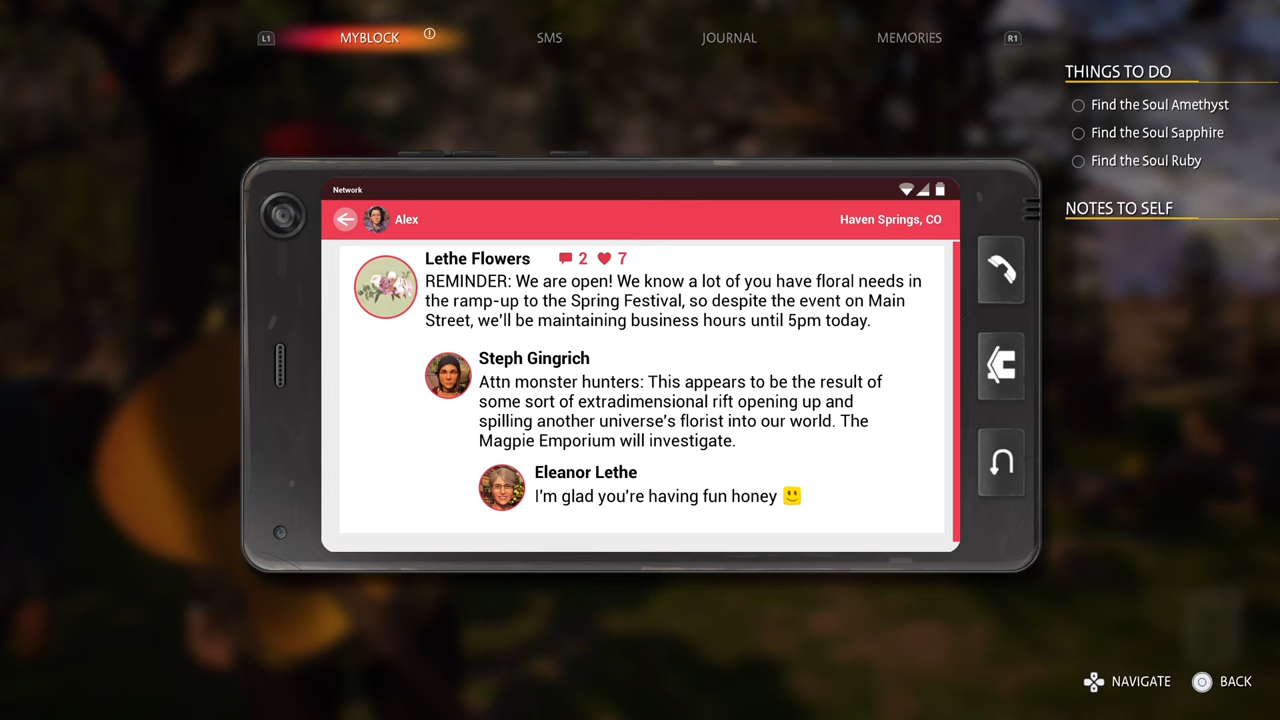 L1
MYBLOCK
SMS
JOURNAL
MEMORIES
R1
THINGS TO DO
Find the Soul Amethyst
Find the Soul Sapphire
Find the Soul Ruby
NOTES TO SELF
Network
Alex
Haven Springs, CO
Lethe Flowers 2 7
REMINDER: We are open! We know a lot of you have floral needs in
the ramp-up to the Spring Festival, so despite the event on Main
Street, we'll be maintaining business hours until 5pm today.
Steph Gingrich
Attn monster hunters: This appears to be the result of
some sort of extradimensional rift opening up and
spilling another universe's florist into our world. The
Magpie Emporium will investigate.
Eleanor Lethe
I'm glad you're having fun honey 🙂
NAVIGATE
BACK